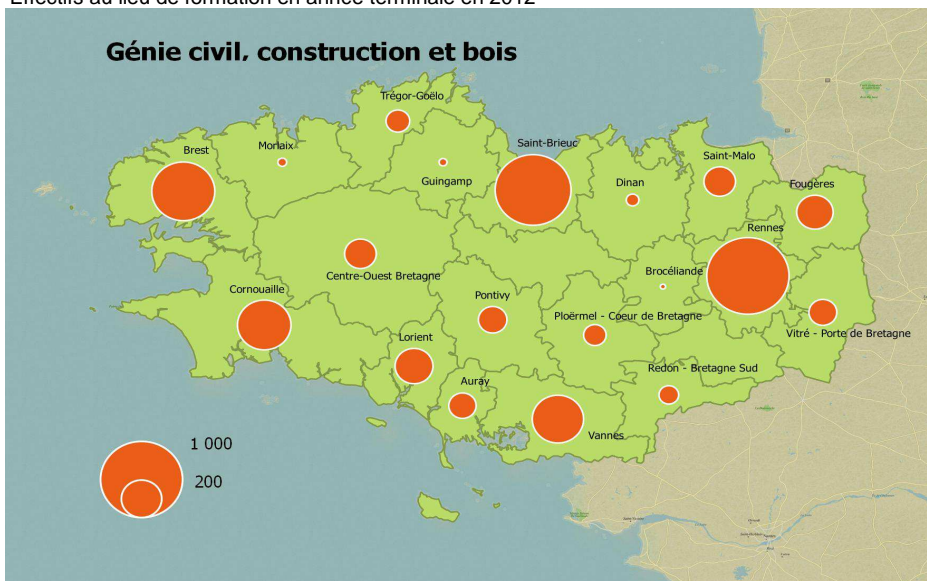 Effectifs au lieu de formation en année terminale en 2012
Génie civil, construction et bois
Trégor-Goëlo
Brest
Morlaix
Saint-Brieuc
Saint-Malo
Guingamp
Dinan
Fougères
Rennes
Centre-Ouest Bretagne
Brocéliande
Cornouaille
Pontivy
Ploërmel - Coeur de Bretagne
Vitré - Porte de Bretagne
Lorient
Redon - Bretagne Sud
Auray
Vannes
1 000
200